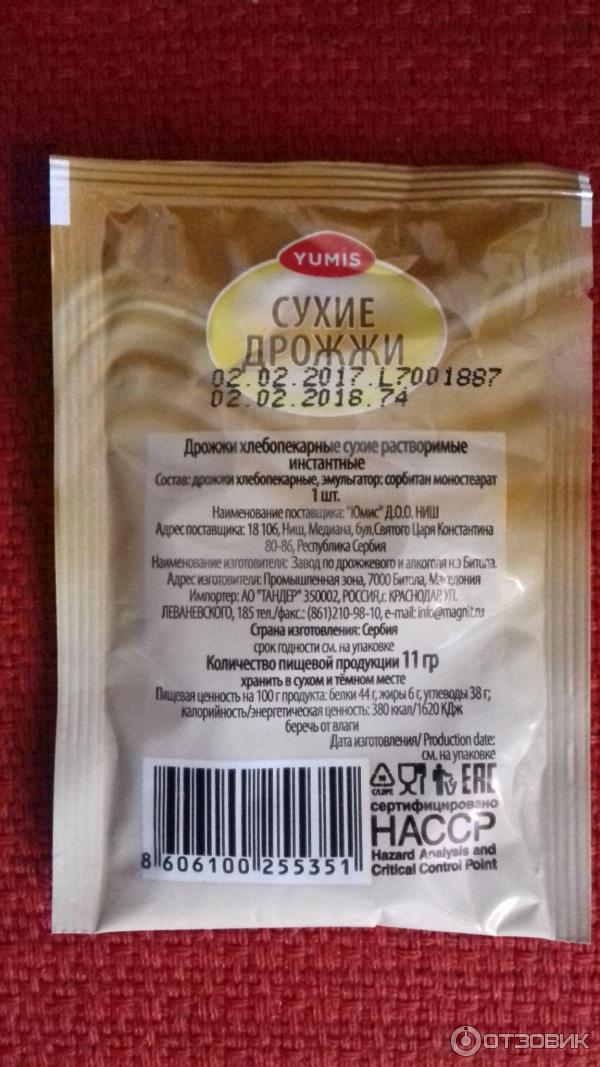 YUMIS
СУХИЕ
ДРОЖЖИ
02.02.2017.L7001887
02.02.2018.74
Дрожжи хлебопекарные сухие растворимые
инстантные
Состав: дрожжи хлебопекарные, эмульгатор: сорбитан моностеарат
1 шт.
Наименование поставщика: "Юмис" Д.О.О. НИШ
Адрес поставщика: 18 106, Ниш, Медиана, бул.Святого Царя Константина
80-86, Республика Сербия
Наименование изготовителя: Завод по дрожжевого и алкоголя н.э Битола.
Адрес изготовителя: Промышленная зона, 7000 Битола, Македония
Импортер: АО "ТАНДЕР" 350002, РОССИЯ,г. КРАСНОДАР, УЛ.
ЛЕВАНЕВСКОГО, 185 тел./факс.: (861)210-98-10, e-mail: info@magnit.ru
Страна изготовления: Сербия
срок годности см. на упаковке
Количество пищевой продукции 11 гр
хранить в сухом и тёмном месте
Пищевая ценность на 100 г продукта: белки 44 г, жиры 6 г, углеводы 38 г;
калорийность/энергетическая ценность: 380 ккал/1620 КДж
беречь от влаги
Дата изготовления/ Production date:
см. на упаковке
C/LDPE
EAC
сертифицировано
HACCP
Hazard Analysis and
Critical Control Point
8 606100 255351
ОТЗОВИК